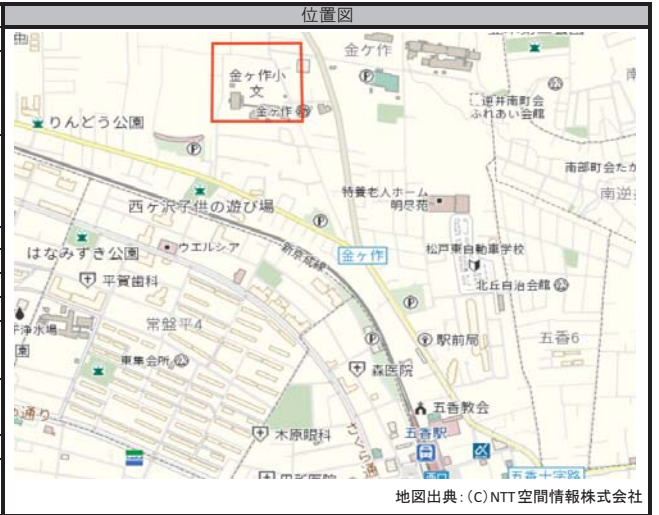 位置図
金ケ作
金ヶ作小
文
金ヶ作
逆井南町会
ふれあい会館
りんどう公園
南部町会たか
特養老人ホーム
明尽苑
西ヶ沢子供の遊び場
はなみずき公園
ウエルシア
新京成線
金ヶ作
松戸東自動車学校
平賀歯科
北丘自治会館
浄水場
園
常盤平4
駅前局
五香6
東集会所
森医院
五香教会
木原眼科
五香駅
西口
五香十字路
地図出典:(C)NTT空間情報株式会社